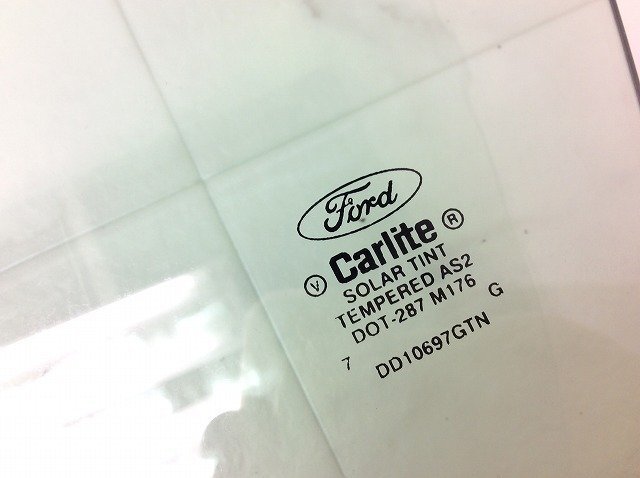 Ford
V Carlite R
SOLAR TINT
TEMPERED AS2
DOT-287 M176 G
7 DD10697GTN